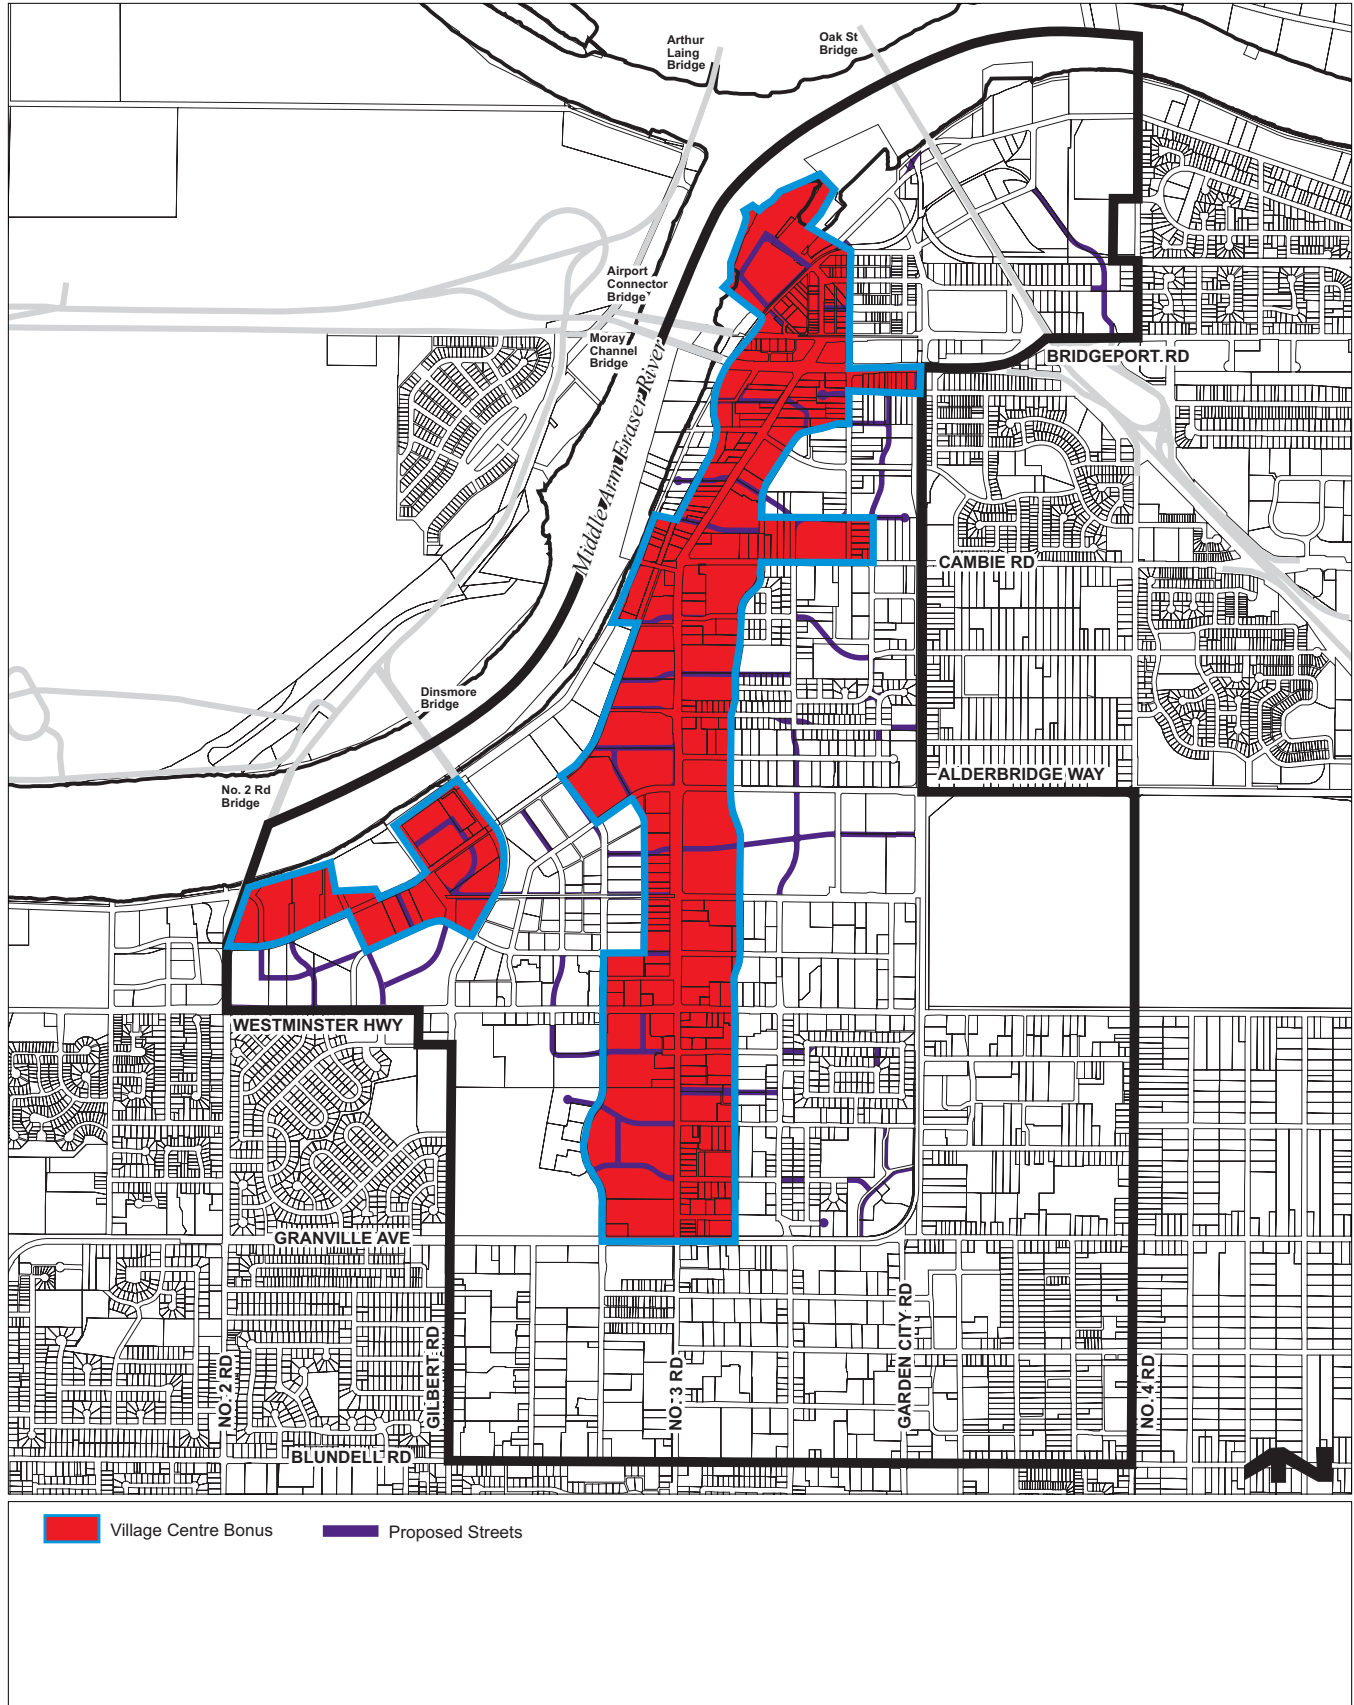 Arthur
Laing
Bridge
Oak St
Bridge
Airport
Connector
Bridge
Moray
Channel
Bridge
BRIDGEPORT RD
Middle Arm Fraser River
CAMBIE RD
Dinsmore
Bridge
ALDERBRIDGE WAY
No. 2 Rd
Bridge
WESTMINSTER HWY
GRANVILLE AVE
NO. 2 RD
GILBERT RD
NO. 3 RD
GARDEN CITY RD
NO. 4 RD
BLUNDELL RD
Village Centre Bonus
Proposed Streets